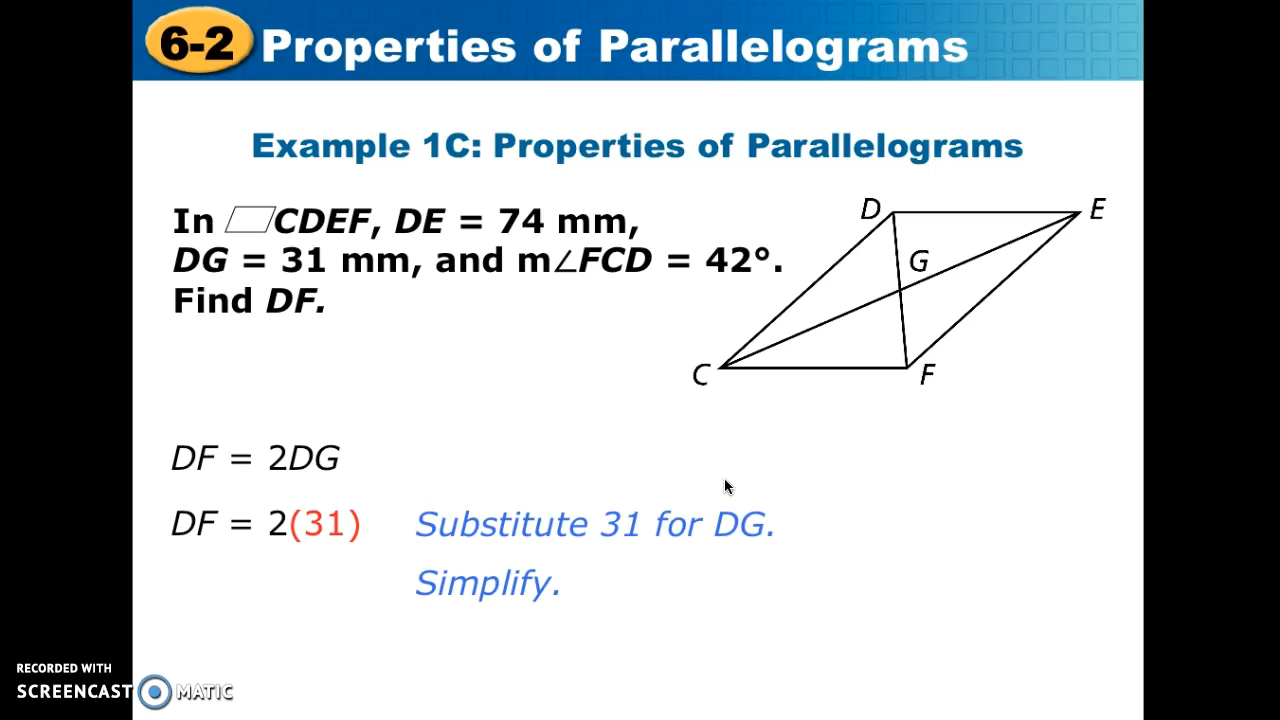 6-2 Properties of Parallelograms
Example 1C: Properties of Parallelograms
In ▱CDEF, DE = 74 mm,
DG = 31 mm, and m∠FCD = 42°.
Find DF.
D
E
G
C
F
DF = 2DG
DF = 2(31) Substitute 31 for DG.
Simplify.
RECORDED WITH
SCREENCAST MATIC